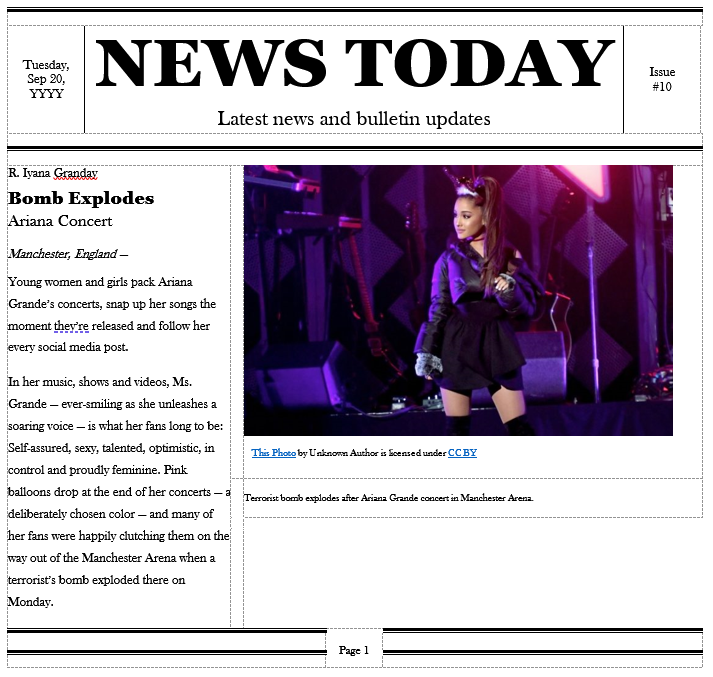 Tuesday,
Sep 20,
YYYY
NEWS TODAY
Latest news and bulletin updates
Issue
#10
R. Iyana Granday
Bomb Explodes
Ariana Concert
Manchester, England —
Young women and girls pack Ariana
Grande's concerts, snap up her songs the
moment they're released and follow her
every social media post.
In her music, shows and videos, Ms.
Grande — ever-smiling as she unleashes a
soaring voice — is what her fans long to be:
Self-assured, sexy, talented, optimistic, in
control and proudly feminine. Pink
balloons drop at the end of her concerts — a
deliberately chosen color — and many of
her fans were happily clutching them on the
way out of the Manchester Arena when a
terrorist's bomb exploded there on
Monday.
This Photo by Unknown Author is licensed under CC BY
Terrorist bomb explodes after Ariana Grande concert in Manchester Arena.
Page 1